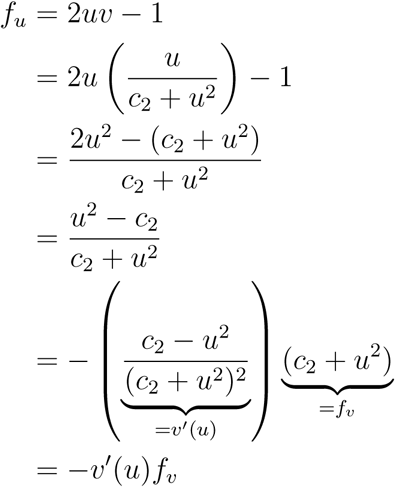 f_u = 2uv − 1
= 2u ( u / (c_2 + u^2) ) − 1
= (2u^2 − (c_2 + u^2)) / (c_2 + u^2)
= (u^2 − c_2) / (c_2 + u^2)
= − ( (c_2 − u^2) / (c_2 + u^2)^2 ) (c_2 + u^2)
=v′(u) =f_v
= −v′(u)f_v